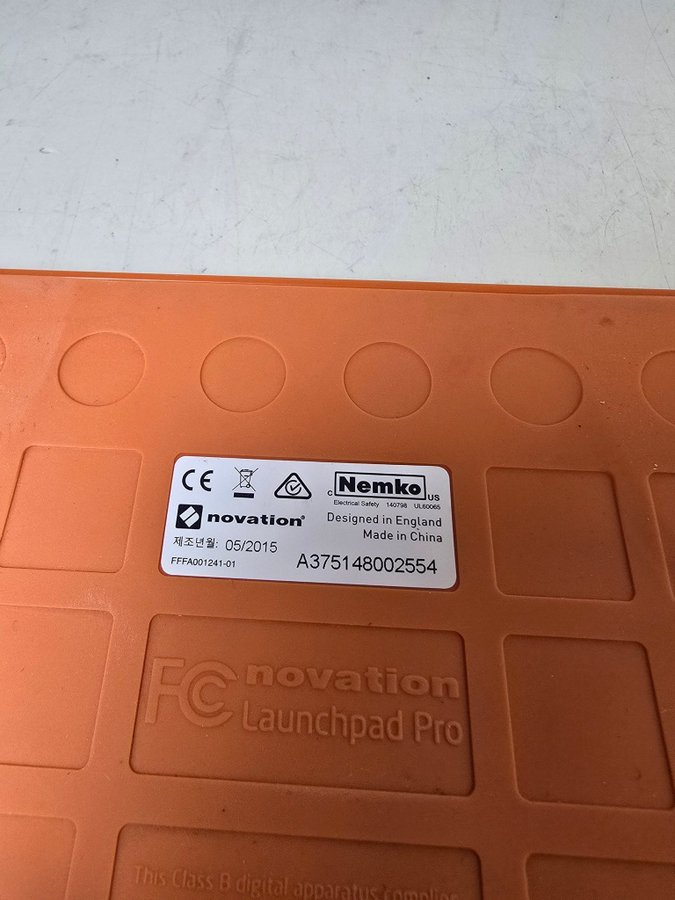 CE
c Nemko US
Electrical Safety 140798 UL60065
novation®
Designed in England
Made in China
제조년월: 05/2015
FFFA001241-01
A375148002554
FC novation
Launchpad Pro
This Class B digital apparatus complies